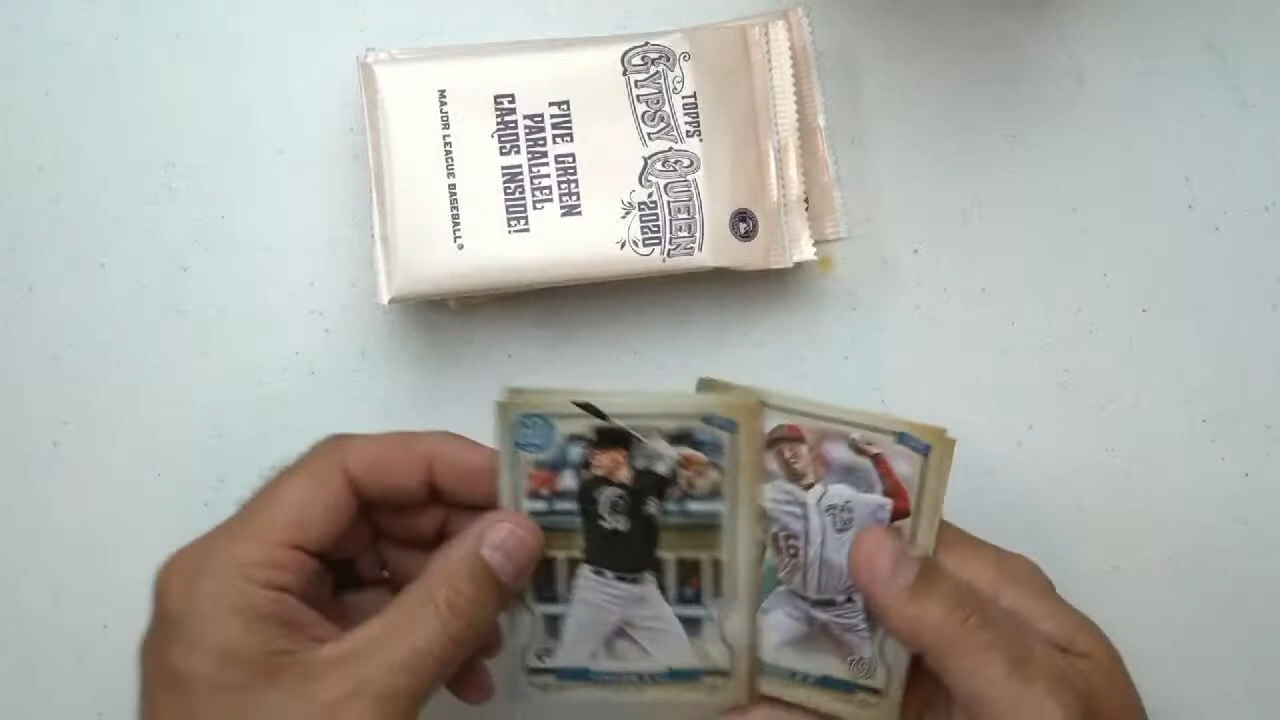 TOPPS®
GYPSY QUEEN
2020
FIVE GREEN
PARALLEL
CARDS INSIDE!
MAJOR LEAGUE BASEBALL®